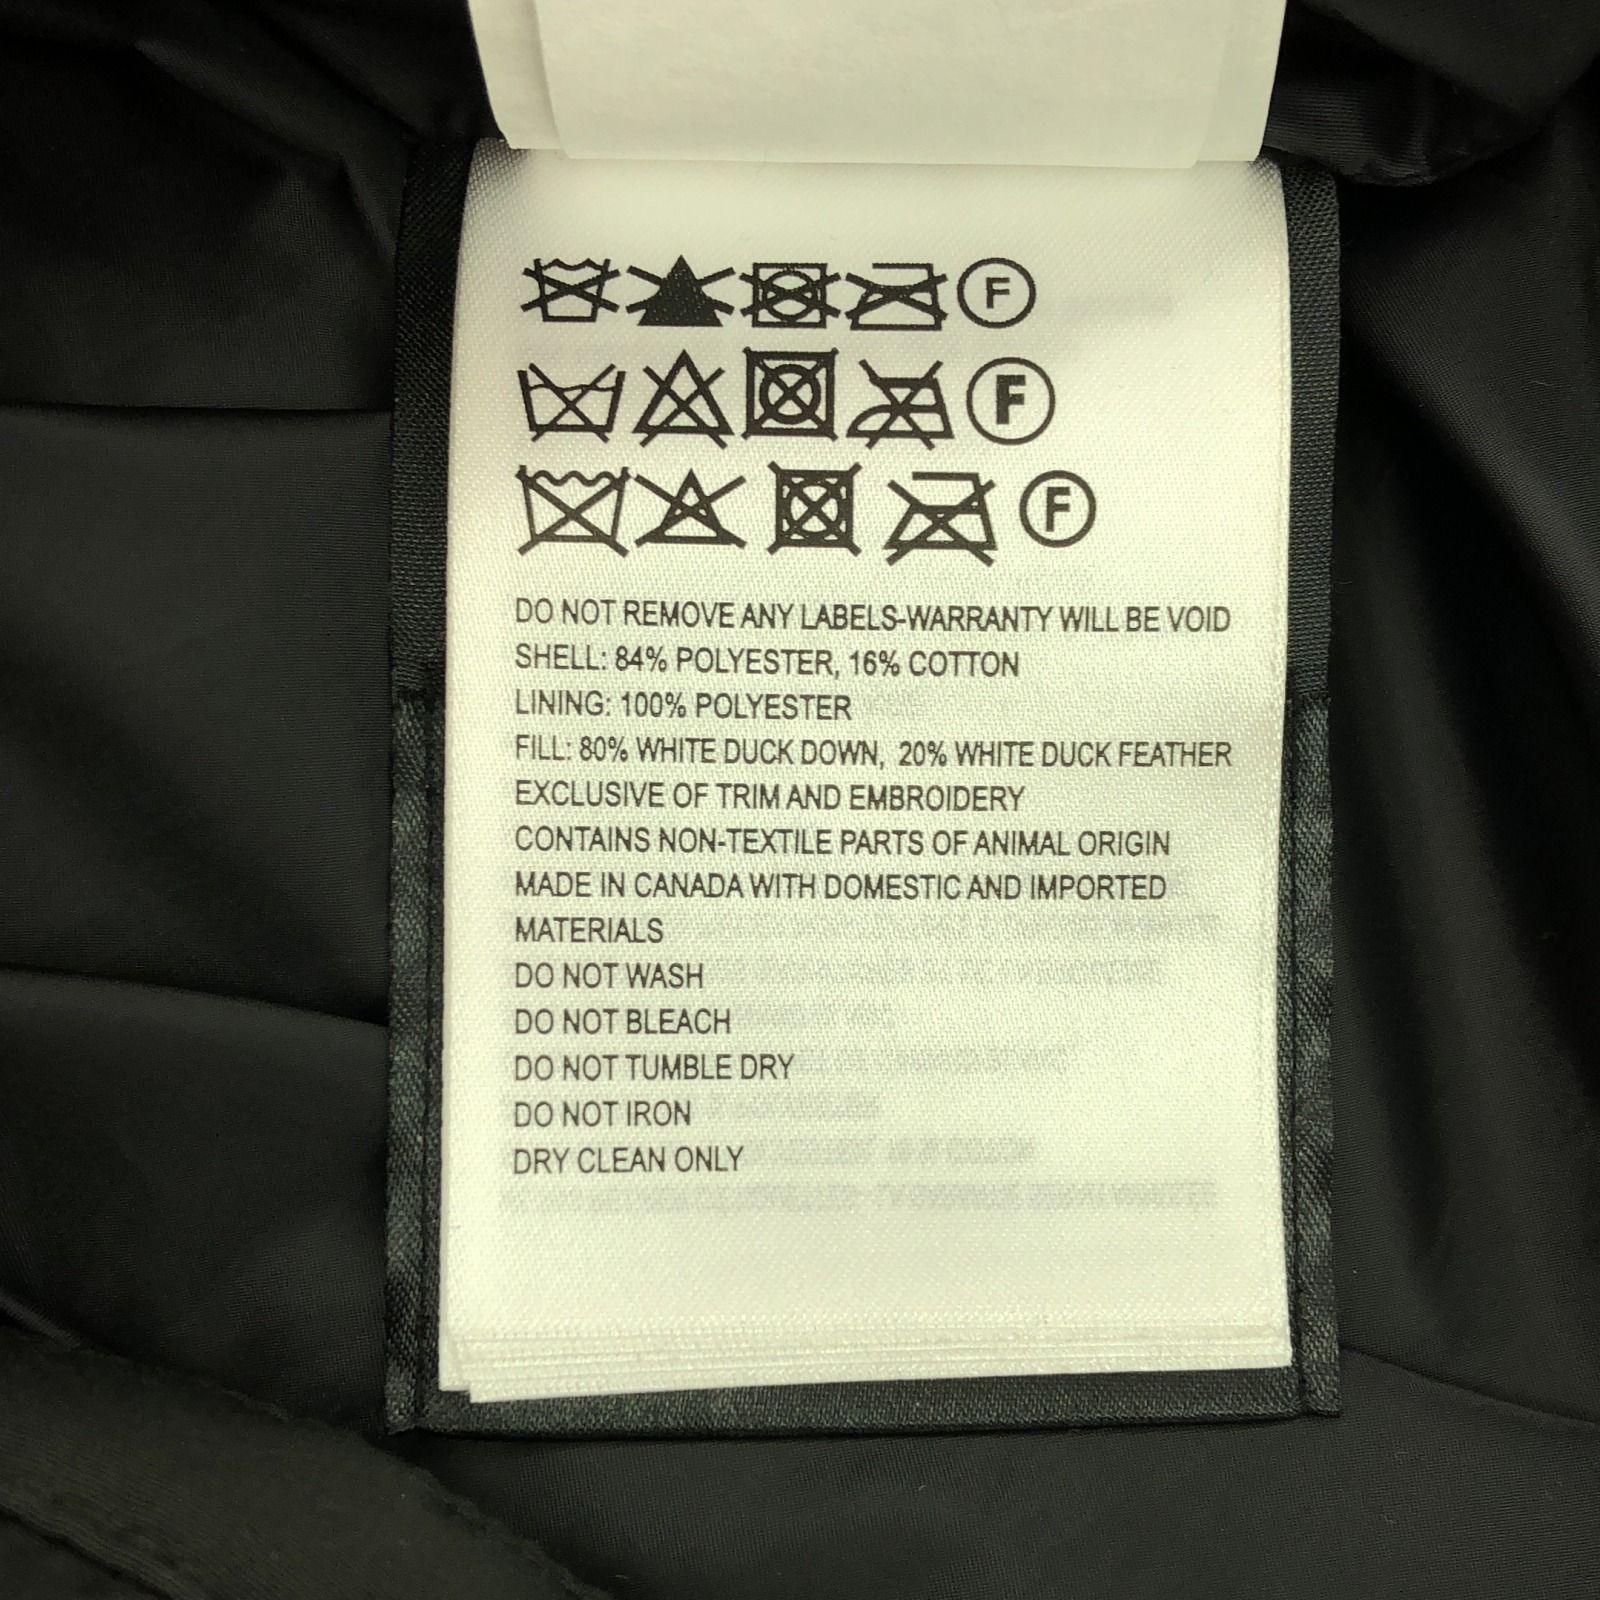 F
F
F
DO NOT REMOVE ANY LABELS-WARRANTY WILL BE VOID
SHELL: 84% POLYESTER, 16% COTTON
LINING: 100% POLYESTER
FILL: 80% WHITE DUCK DOWN, 20% WHITE DUCK FEATHER
EXCLUSIVE OF TRIM AND EMBROIDERY
CONTAINS NON-TEXTILE PARTS OF ANIMAL ORIGIN
MADE IN CANADA WITH DOMESTIC AND IMPORTED
MATERIALS
DO NOT WASH
DO NOT BLEACH
DO NOT TUMBLE DRY
DO NOT IRON
DRY CLEAN ONLY